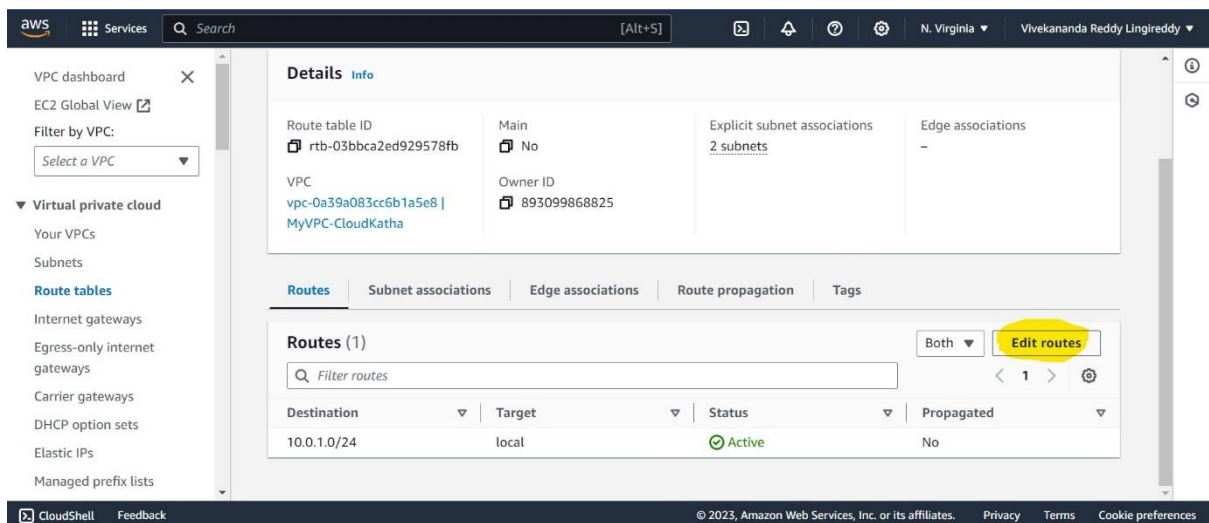 aws
Services
Search
[Alt+S]
N. Virginia
Vivekananda Reddy Lingireddy
VPC dashboard
EC2 Global View
Filter by VPC:
Select a VPC
Virtual private cloud
Your VPCs
Subnets
Route tables
Internet gateways
Egress-only internet
gateways
Carrier gateways
DHCP option sets
Elastic IPs
Managed prefix lists
Details Info
Route table ID
rtb-03bbca2ed929578fb
Main
No
Explicit subnet associations
2 subnets
Edge associations
–
VPC
vpc-0a39a083cc6b1a5e8 |
MyVPC-CloudKatha
Owner ID
893099868825
Routes
Subnet associations
Edge associations
Route propagation
Tags
Routes (1)
Both
Edit routes
Filter routes
1
Destination
Target
Status
Propagated
10.0.1.0/24
local
Active
No
CloudShell
Feedback
© 2023, Amazon Web Services, Inc. or its affiliates.
Privacy
Terms
Cookie preferences